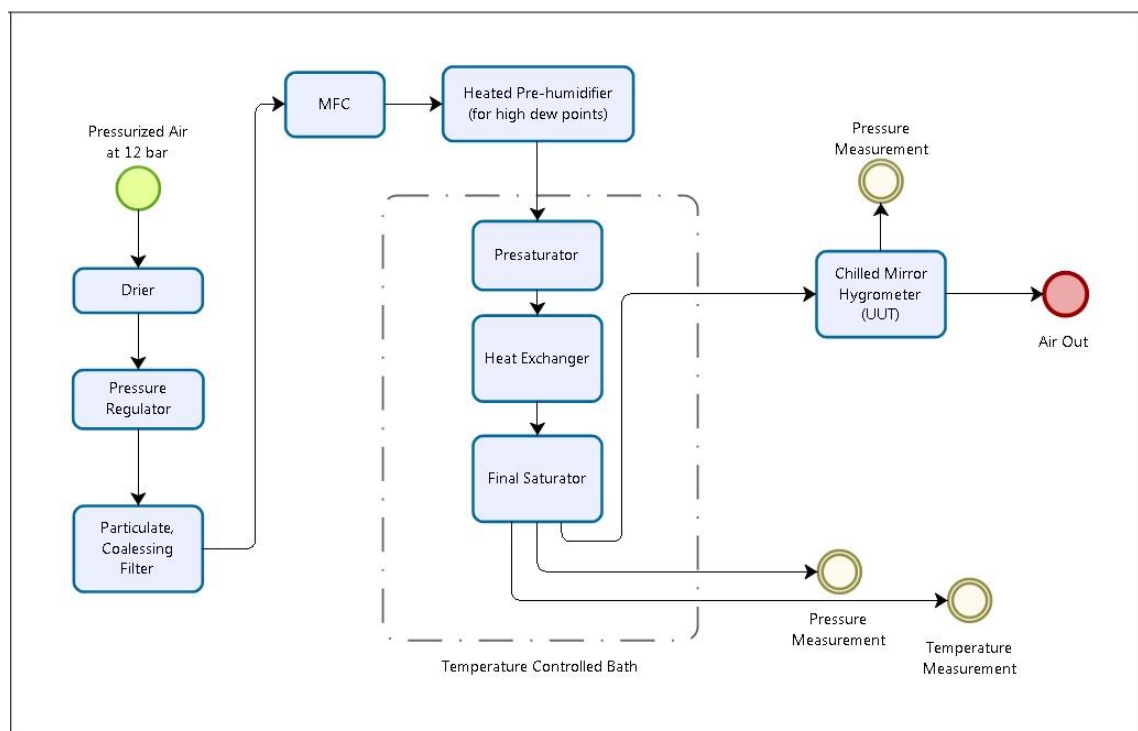 Pressurized Air
at 12 bar
Drier
Pressure
Regulator
Particulate,
Coalessing
Filter
MFC
Heated Pre-humidifier
(for high dew points)
Presaturator
Heat Exchanger
Final Saturator
Temperature Controlled Bath
Pressure
Measurement
Chilled Mirror
Hygrometer
(UUT)
Air Out
Pressure
Measurement
Temperature
Measurement